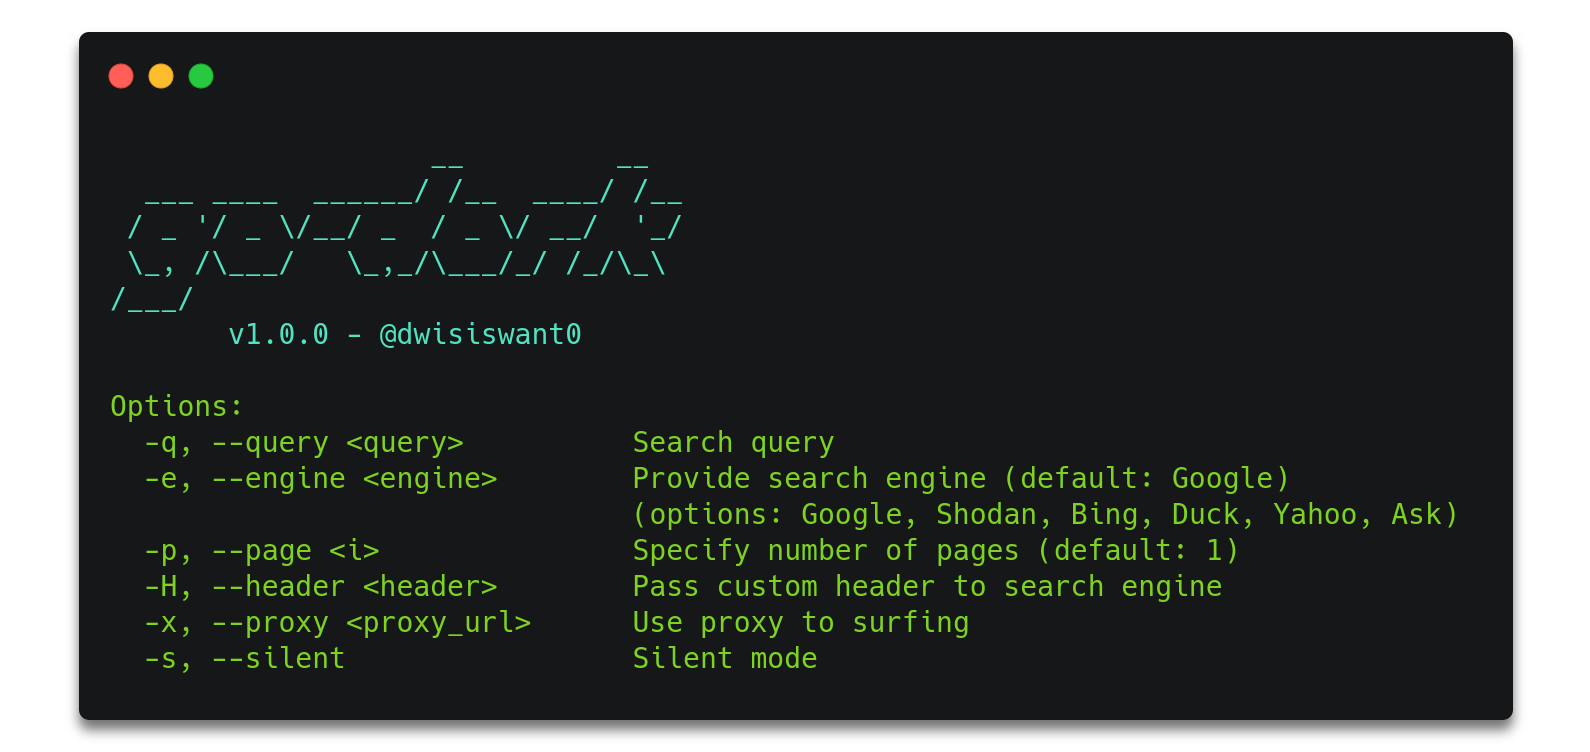 __         __
  ___ ____  ______/ /__  ____/ /__
 / _ '/ _ \/__/ _  / _ \/ __/  '_/
 \_, /\___/   \_,_/\___/_/ /_/\_\
/___/
       v1.0.0 - @dwisiswant0

Options:
  -q, --query <query>          Search query
  -e, --engine <engine>        Provide search engine (default: Google)
                               (options: Google, Shodan, Bing, Duck, Yahoo, Ask)
  -p, --page <i>               Specify number of pages (default: 1)
  -H, --header <header>        Pass custom header to search engine
  -x, --proxy <proxy_url>      Use proxy to surfing
  -s, --silent                 Silent mode